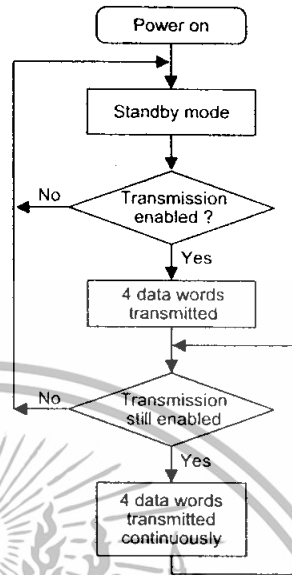 Power on
Standby mode
Transmission
enabled ?
No
Yes
4 data words
transmitted
Transmission
still enabled
No
Yes
4 data words
transmitted
continuously